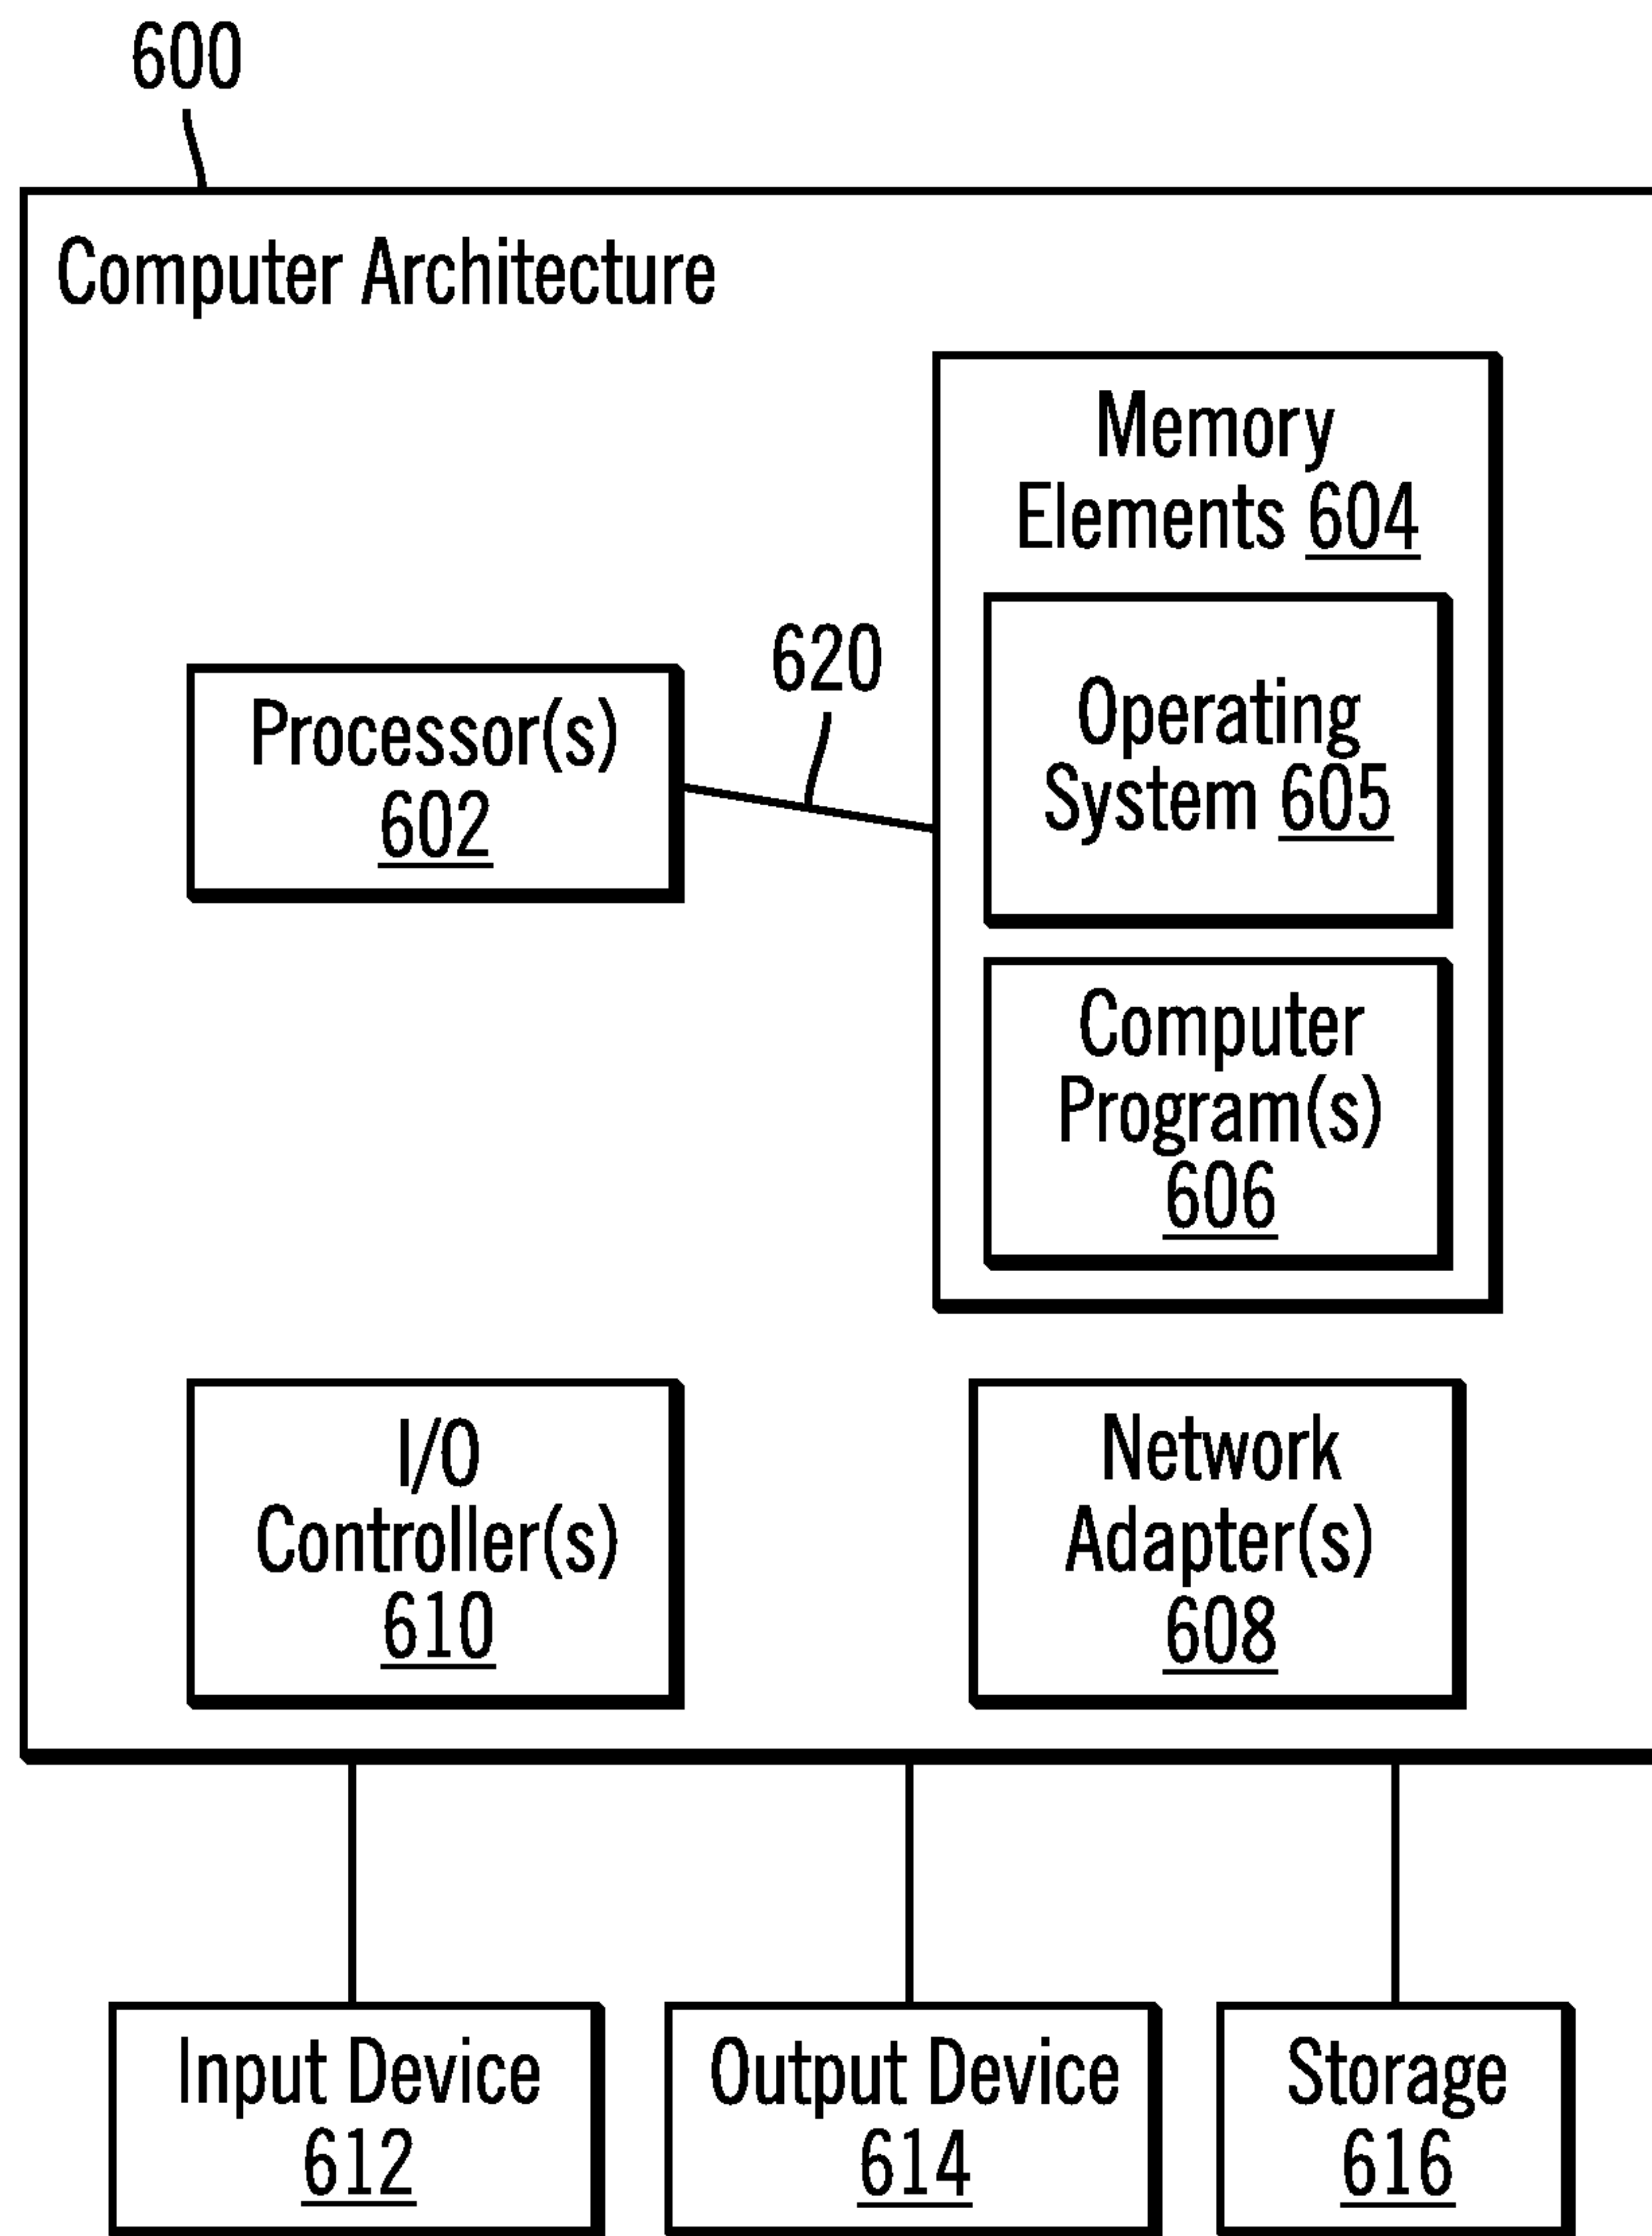 600
Computer Architecture
Memory
Elements 604
620
Operating
System 605
Processor(s)
602
Computer
Program(s)
606
I/O
Controller(s)
610
Network
Adapter(s)
608
Input Device
612
Output Device
614
Storage
616